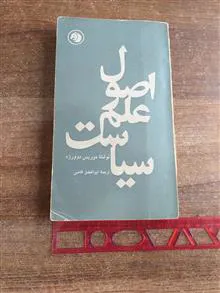 اصول
علم
سیاست
نوشتهٔ موریس دوورژه
ترجمهٔ ابوالفضل قاضی